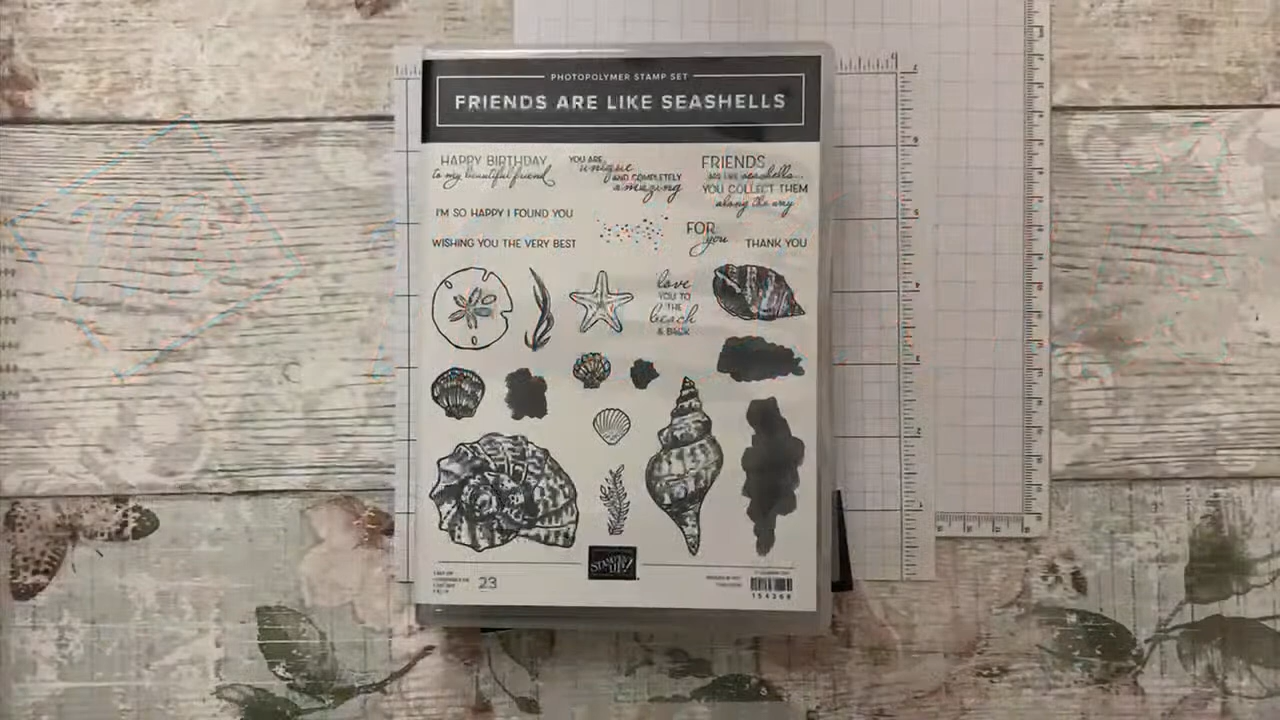 PHOTOPOLYMER STAMP SET
FRIENDS ARE LIKE SEASHELLS
HAPPY BIRTHDAY
to my beautiful friend
YOU ARE
unique
AND COMPLETELY
amazing
FRIENDS
ARE LIKE seashells...
YOU COLLECT THEM
along the way
I'M SO HAPPY I FOUND YOU
FOR
you
WISHING YOU THE VERY BEST
THANK YOU
love
YOU TO
THE
beach
& BACK
STAMPIN' UP!
23
154368